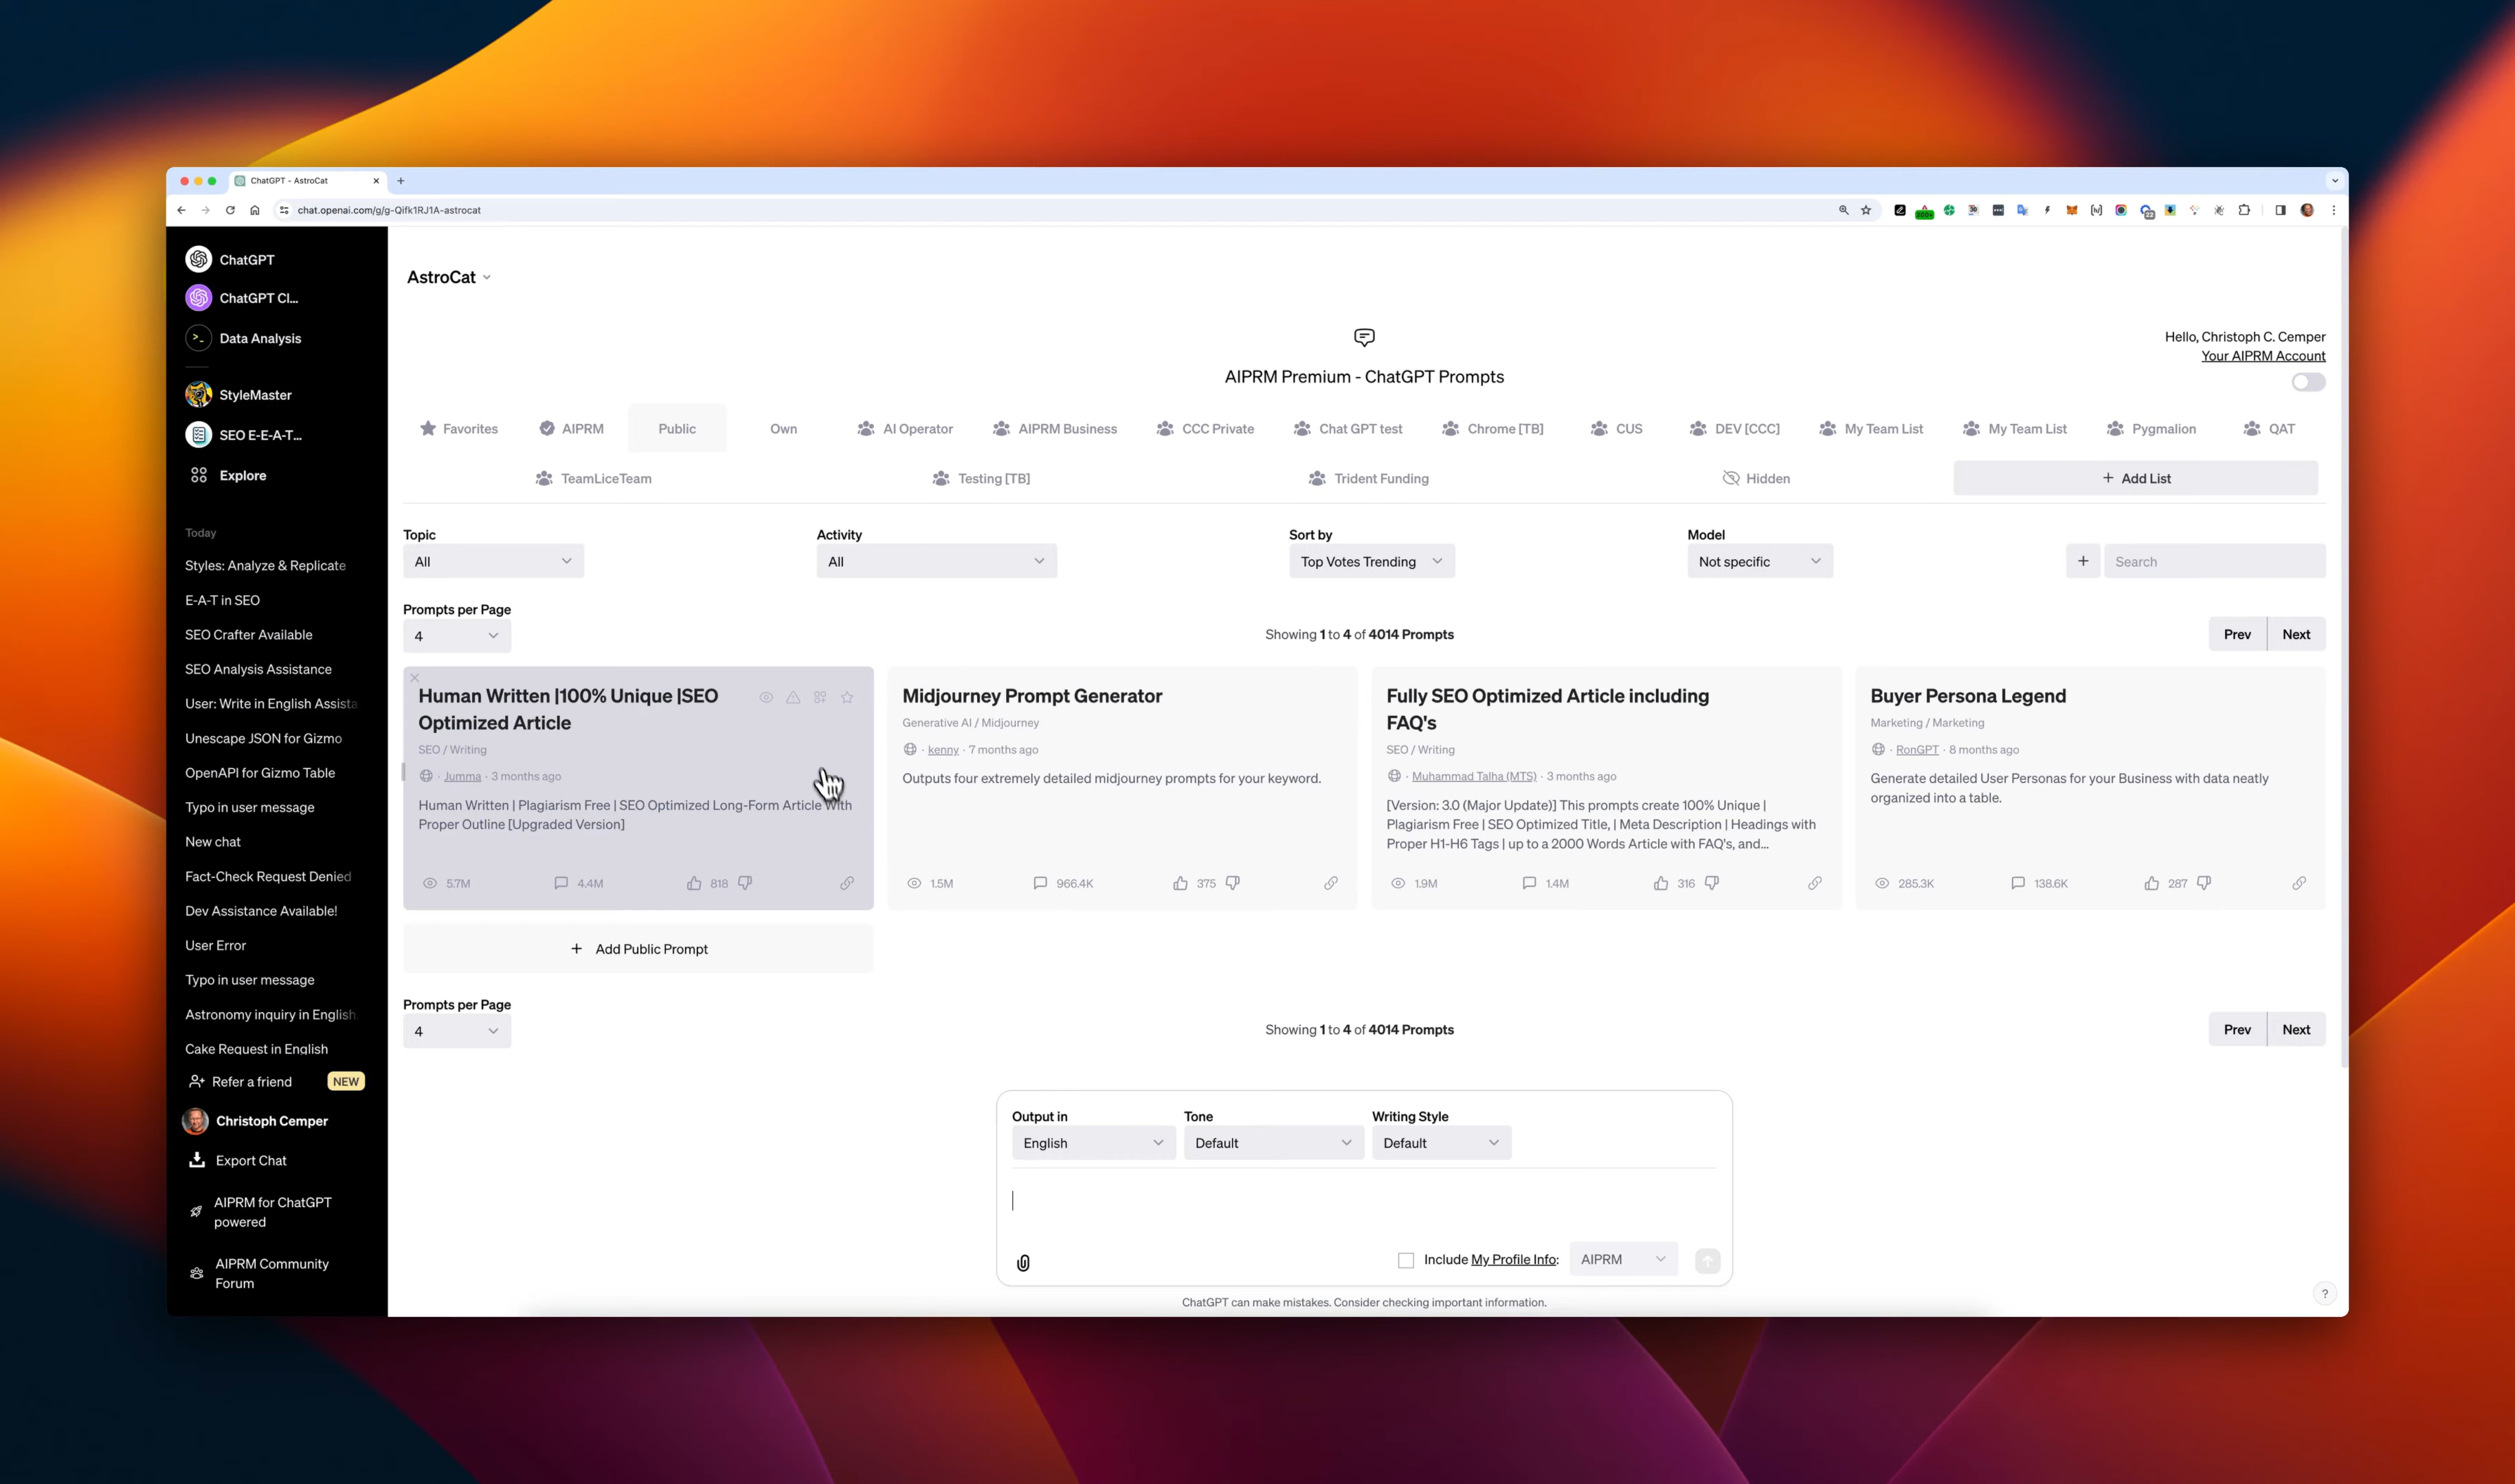 ChatGPT - AstroCat
chat.openai.com/g/g-Qifk1RJ1A-astrocat
ChatGPT
ChatGPT Cl...
Data Analysis
StyleMaster
SEO E-E-A-T...
Explore
Today
Styles: Analyze & Replicate
E-A-T in SEO
SEO Crafter Available
SEO Analysis Assistance
User: Write in English Assista
Unescape JSON for Gizmo
OpenAPI for Gizmo Table
Typo in user message
New chat
Fact-Check Request Denied
Dev Assistance Available!
User Error
Typo in user message
Astronomy inquiry in English
Cake Request in English
Refer a friend NEW
Christoph Cemper
Export Chat
AIPRM for ChatGPT
powered
AIPRM Community
Forum
AstroCat
Hello, Christoph C. Cemper
Your AIPRM Account
AIPRM Premium - ChatGPT Prompts
Favorites AIPRM Public Own AI Operator AIPRM Business CCC Private Chat GPT test Chrome [TB] CUS DEV [CCC] My Team List My Team List Pygmalion QAT
TeamLiceTeam Testing [TB] Trident Funding Hidden + Add List
Topic Activity Sort by Model
All All Top Votes Trending Not specific + Search
Prompts per Page
4 Showing 1 to 4 of 4014 Prompts Prev Next
Human Written |100% Unique |SEO
Optimized Article
SEO / Writing
· Jumma · 3 months ago
Human Written | Plagiarism Free | SEO Optimized Long-Form Article With
Proper Outline [Upgraded Version]
5.7M 4.4M 818
Midjourney Prompt Generator
Generative AI / Midjourney
· kenny · 7 months ago
Outputs four extremely detailed midjourney prompts for your keyword.
1.5M 966.4K 375
Fully SEO Optimized Article including
FAQ's
SEO / Writing
· Muhammad Talha (MTS) · 3 months ago
[Version: 3.0 (Major Update)] This prompts create 100% Unique |
Plagiarism Free | SEO Optimized Title, | Meta Description | Headings with
Proper H1-H6 Tags | up to a 2000 Words Article with FAQ's, and...
1.9M 1.4M 316
Buyer Persona Legend
Marketing / Marketing
· RonGPT · 8 months ago
Generate detailed User Personas for your Business with data neatly
organized into a table.
285.3K 138.6K 287
+ Add Public Prompt
Prompts per Page
4 Showing 1 to 4 of 4014 Prompts Prev Next
Output in Tone Writing Style
English Default Default
Include My Profile Info: AIPRM
ChatGPT can make mistakes. Consider checking important information.
?